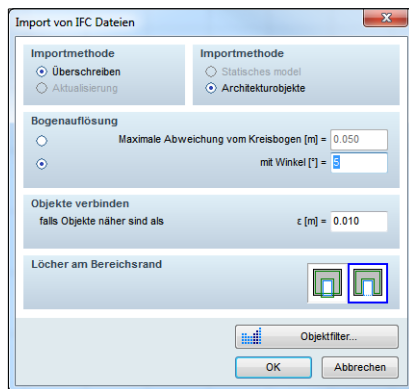 Import von IFC Dateien
Importmethode
Überschreiben
Aktualisierung
Importmethode
Statisches model
Architekturobjekte
Bogenauflösung
Maximale Abweichung vom Kreisbogen [m] = 0.050
mit Winkel [°] = 5
Objekte verbinden
falls Objekte näher sind als ε [m] = 0.010
Löcher am Bereichsrand
Objektfilter...
OK Abbrechen